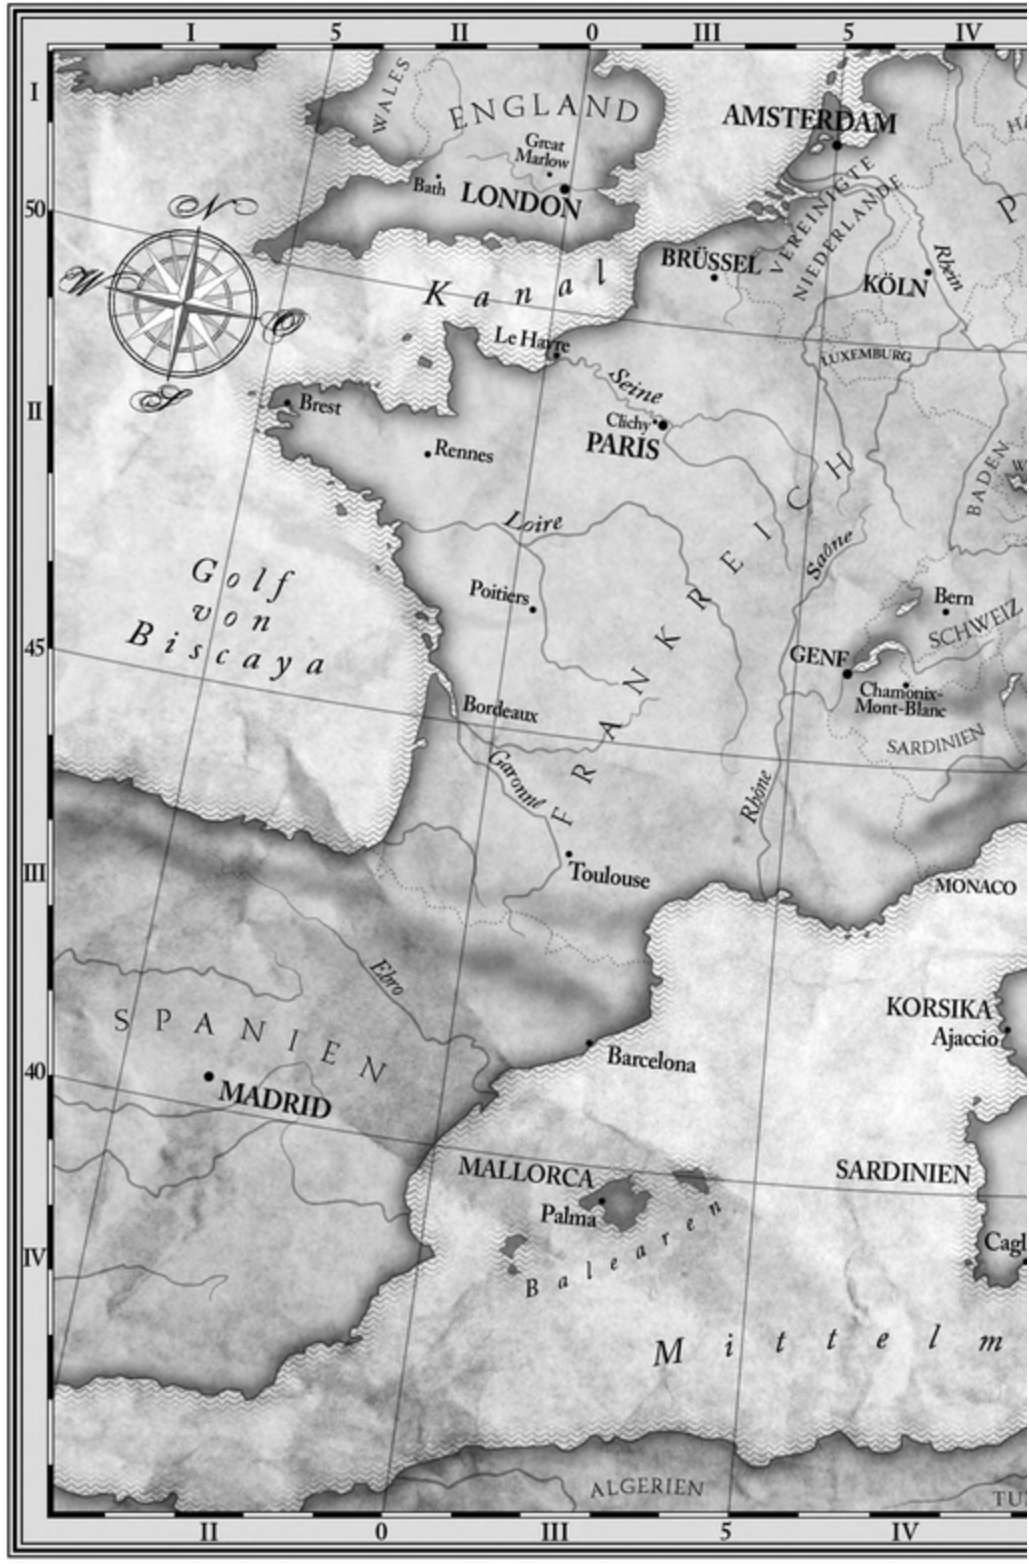 I 5 II 0 III 5 IV
I
WALES
ENGLAND
Great
Marlow
Bath
LONDON
AMSTERDAM
VEREINIGTE
NIEDERLANDE
P
50
N
W
O
S
Kanal
BRÜSSEL
KÖLN
Rhein
LUXEMBURG
Le Havre
Seine
Clichy
PARIS
II
Brest
Rennes
BADEN
W
Loire
FRANKREICH
Saône
Golf
von
Biscaya
Poitiers
Bern
SCHWEIZ
GENF
Chamonix-
Mont-Blanc
SARDINIEN
45
Bordeaux
Garonne
Rhône
III
Toulouse
MONACO
Ebro
SPANIEN
KORSIKA
Ajaccio
Barcelona
40
MADRID
MALLORCA
Palma
Balearen
SARDINIEN
Cagl
IV
Mittelm
ALGERIEN
TU
II 0 III 5 IV